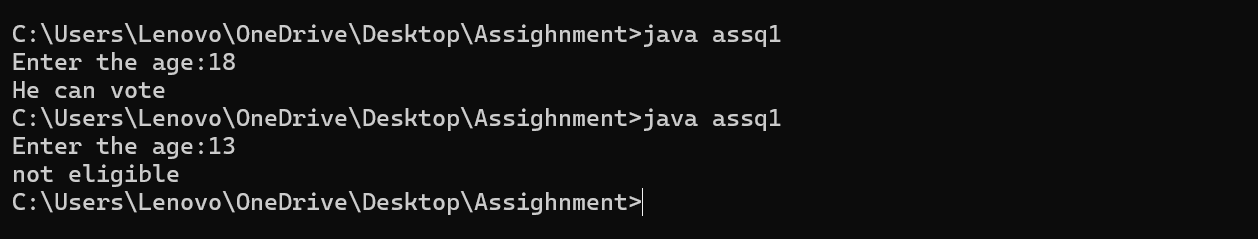 C:\Users\Lenovo\OneDrive\Desktop\Assighnment>java assq1
Enter the age:18
He can vote
C:\Users\Lenovo\OneDrive\Desktop\Assighnment>java assq1
Enter the age:13
not eligible
C:\Users\Lenovo\OneDrive\Desktop\Assighnment>